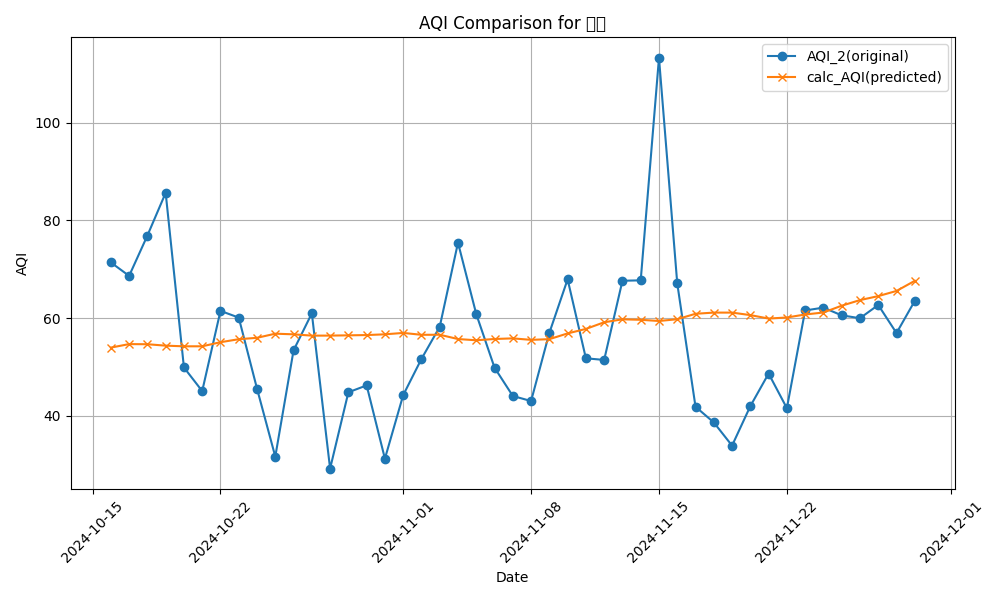 AQI Comparison for
AQI_2(original)
calc_AQI(predicted)
AQI
100
80
60
40
2024-10-15
2024-10-22
2024-11-01
2024-11-08
2024-11-15
2024-11-22
2024-12-01
Date